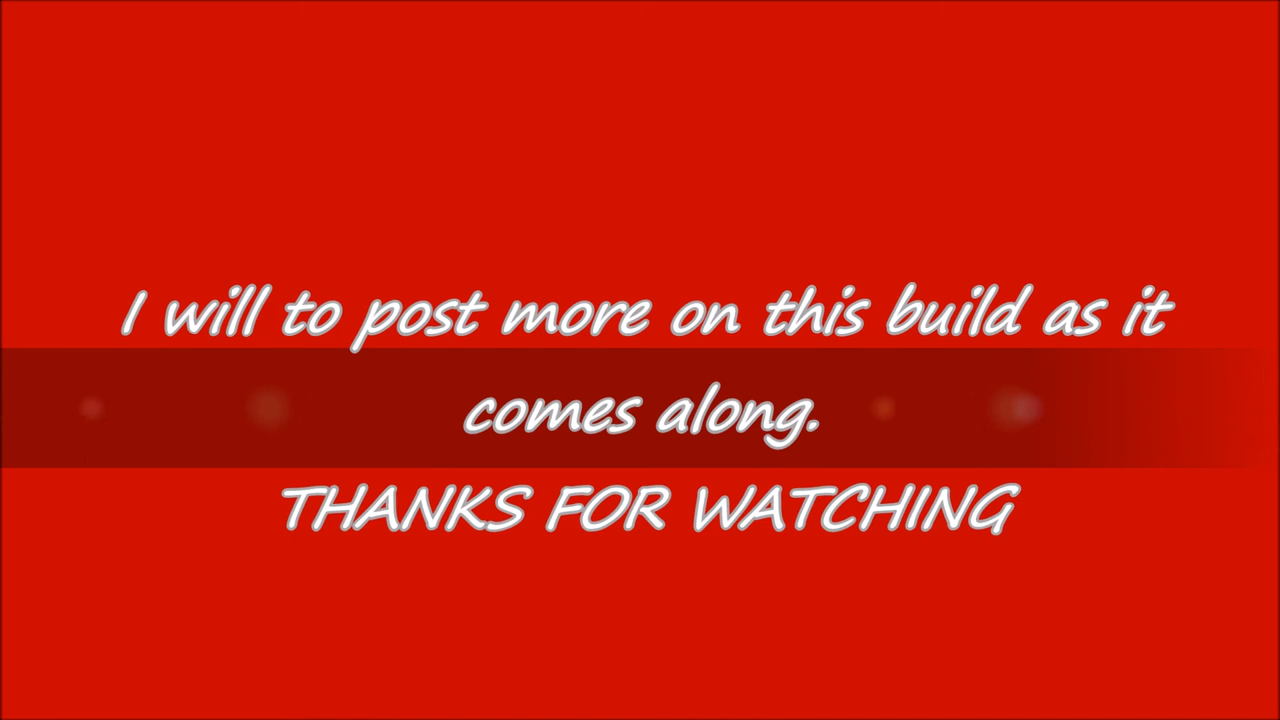 I will to post more on this build as it
comes along.
THANKS FOR WATCHING